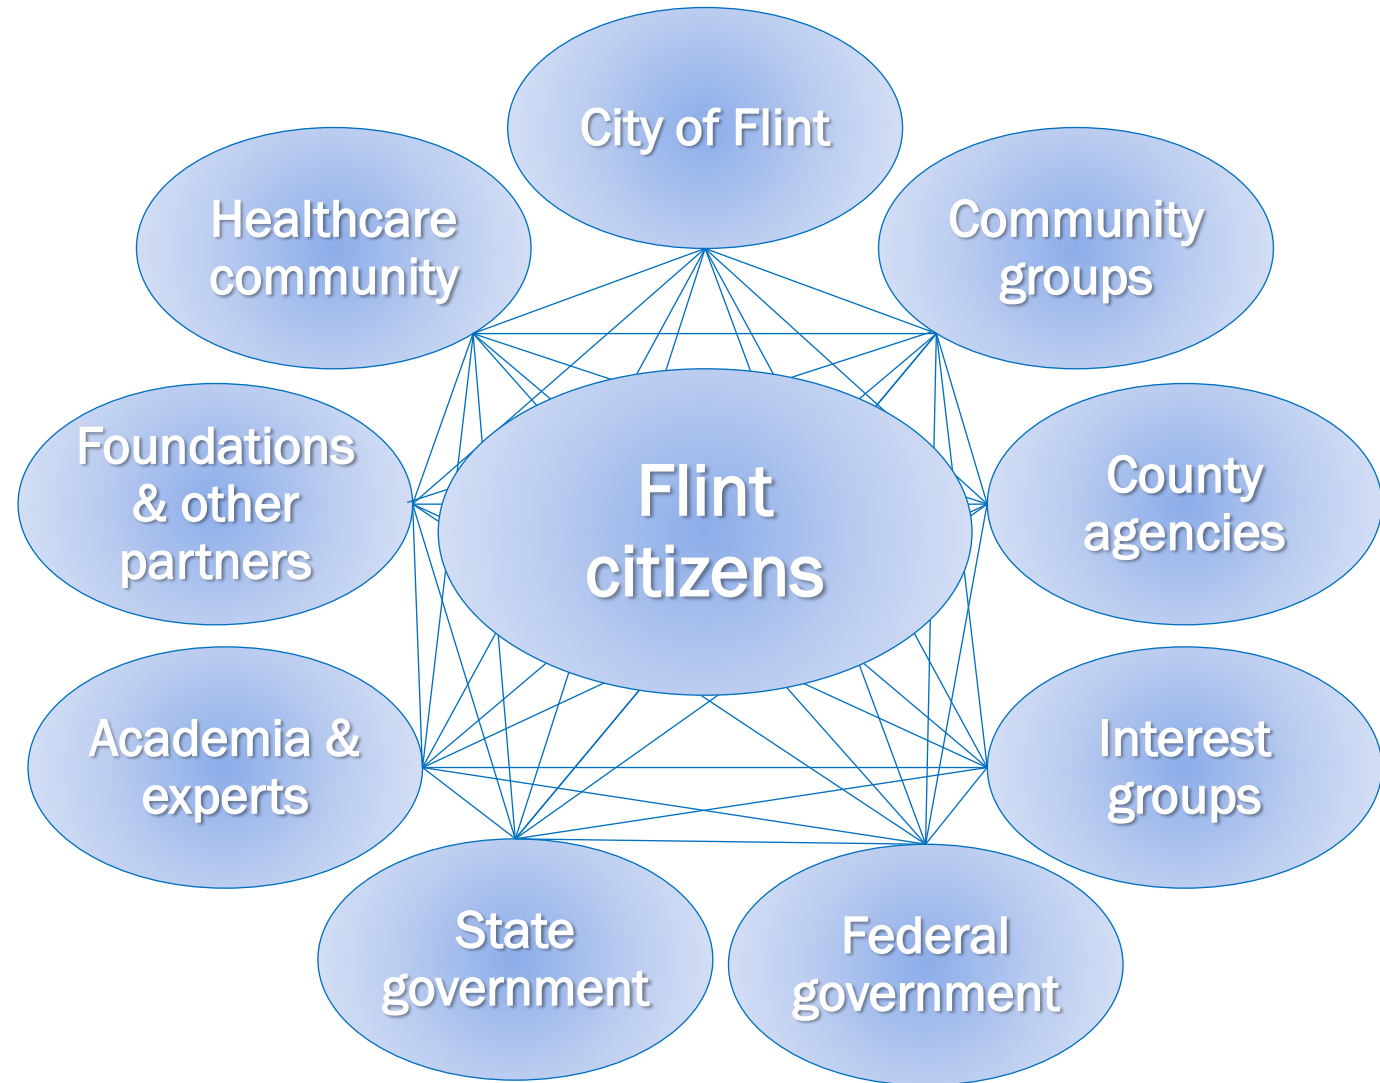 City of Flint
Healthcare
community
Community
groups
Foundations
& other
partners
Flint
citizens
County
agencies
Academia &
experts
Interest
groups
State
government
Federal
government